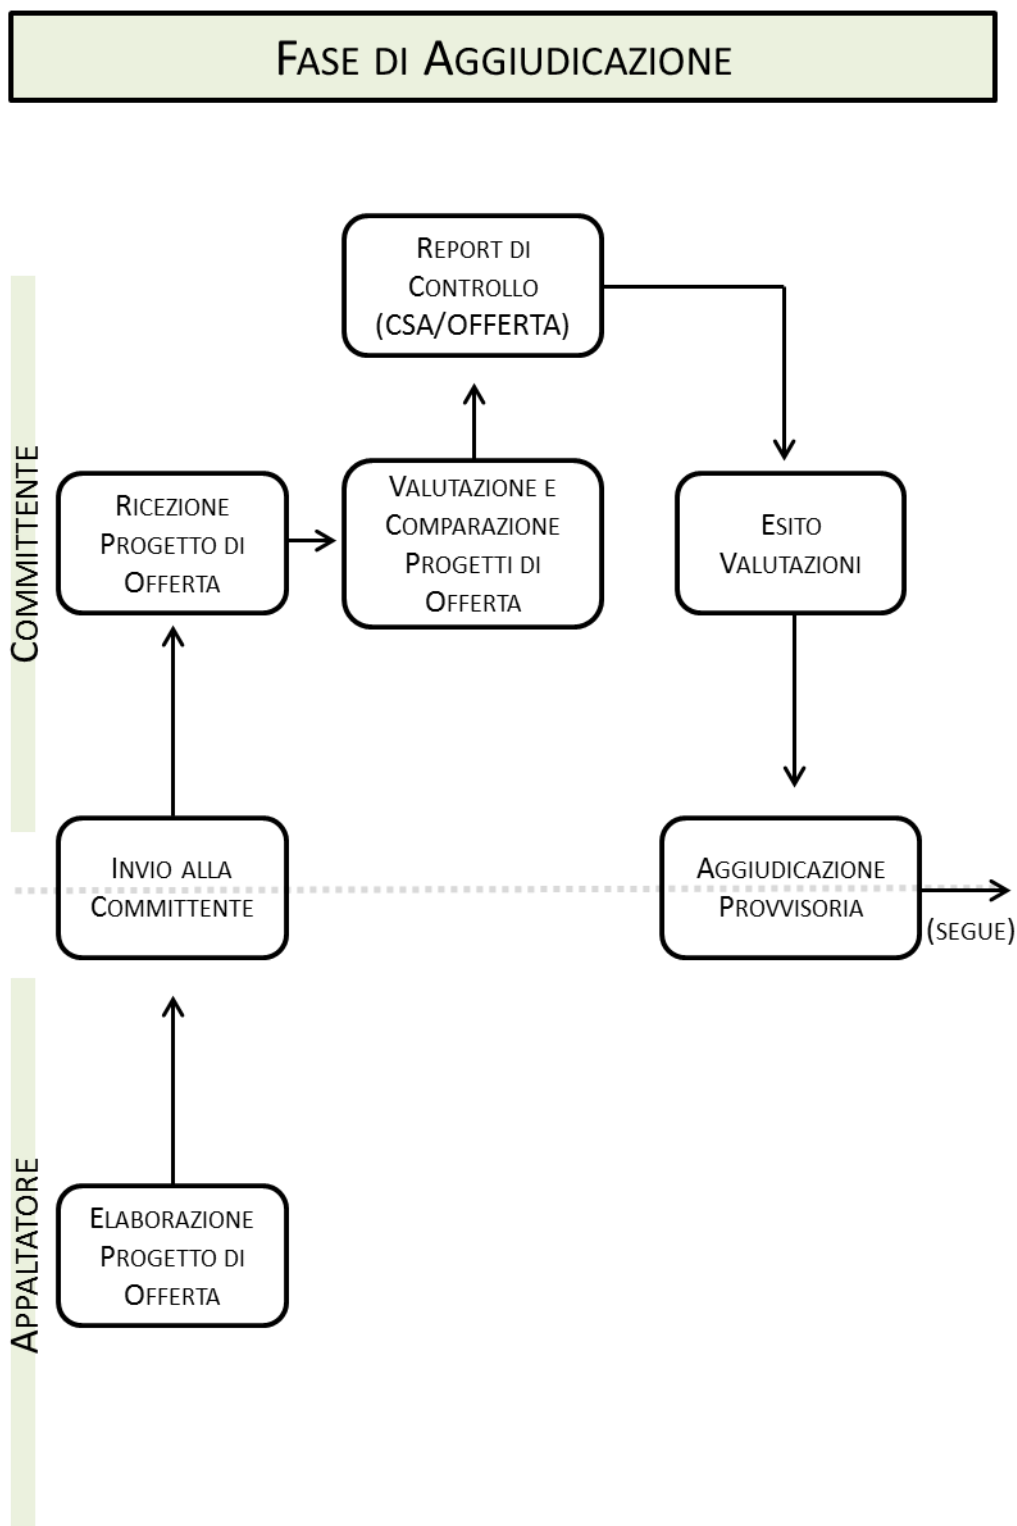 FASE DI AGGIUDICAZIONE
REPORT DI
CONTROLLO
(CSA/OFFERTA)
COMMITTENTE
RICEZIONE
PROGETTO DI
OFFERTA
VALUTAZIONE E
COMPARAZIONE
PROGETTI DI
OFFERTA
ESITO
VALUTAZIONI
INVIO ALLA
COMMITTENTE
AGGIUDICAZIONE
PROVVISORIA
(SEGUE)
APPALTATORE
ELABORAZIONE
PROGETTO DI
OFFERTA